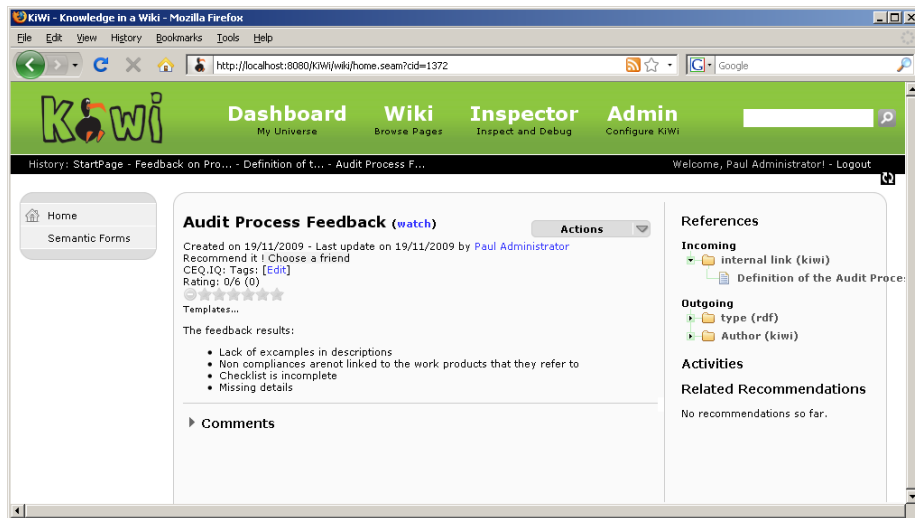 KiWi - Knowledge in a Wiki - Mozilla Firefox
File Edit View History Bookmarks Tools Help
http://localhost:8080/KiWi/wiki/home.seam?cid=1372
G Google
KiWi
Dashboard Wiki Inspector Admin
My Universe Browse Pages Inspect and Debug Configure KiWi
History: StartPage - Feedback on Pro... - Definition of t... - Audit Process F... Welcome, Paul Administrator! - Logout
Home
Semantic Forms
Audit Process Feedback (watch)
Actions
Created on 19/11/2009 - Last update on 19/11/2009 by Paul Administrator
Recommend it ! Choose a friend
CEQ.IQ: Tags: [Edit]
Rating: 0/6 (0)
Templates...
The feedback results:
• Lack of excamples in descriptions
• Non compliances arenot linked to the work products that they refer to
• Checklist is incomplete
• Missing details
Comments
References
Incoming
internal link (kiwi)
Definition of the Audit Proce
Outgoing
type (rdf)
Author (kiwi)
Activities
Related Recommendations
No recommendations so far.